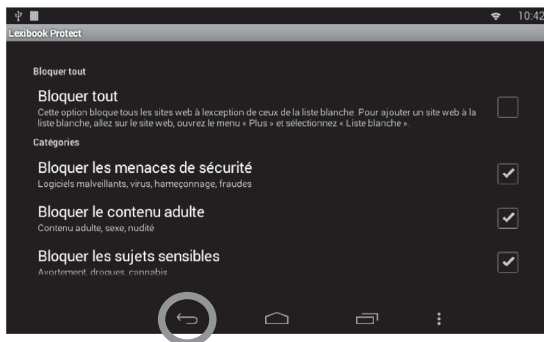 10:42
Lexibook Protect
Bloquer tout
Bloquer tout
Cette option bloque tous les sites web à lexception de ceux de la liste blanche. Pour ajouter un site web à la
liste blanche, allez sur le site web, ouvrez le menu « Plus » et sélectionnez « Liste blanche ».
Catégories
Bloquer les menaces de sécurité
Logiciels malveillants, virus, hameçonnage, fraudes
Bloquer le contenu adulte
Contenu adulte, sexe, nudité
Bloquer les sujets sensibles
Avortement, drogues, cannabis